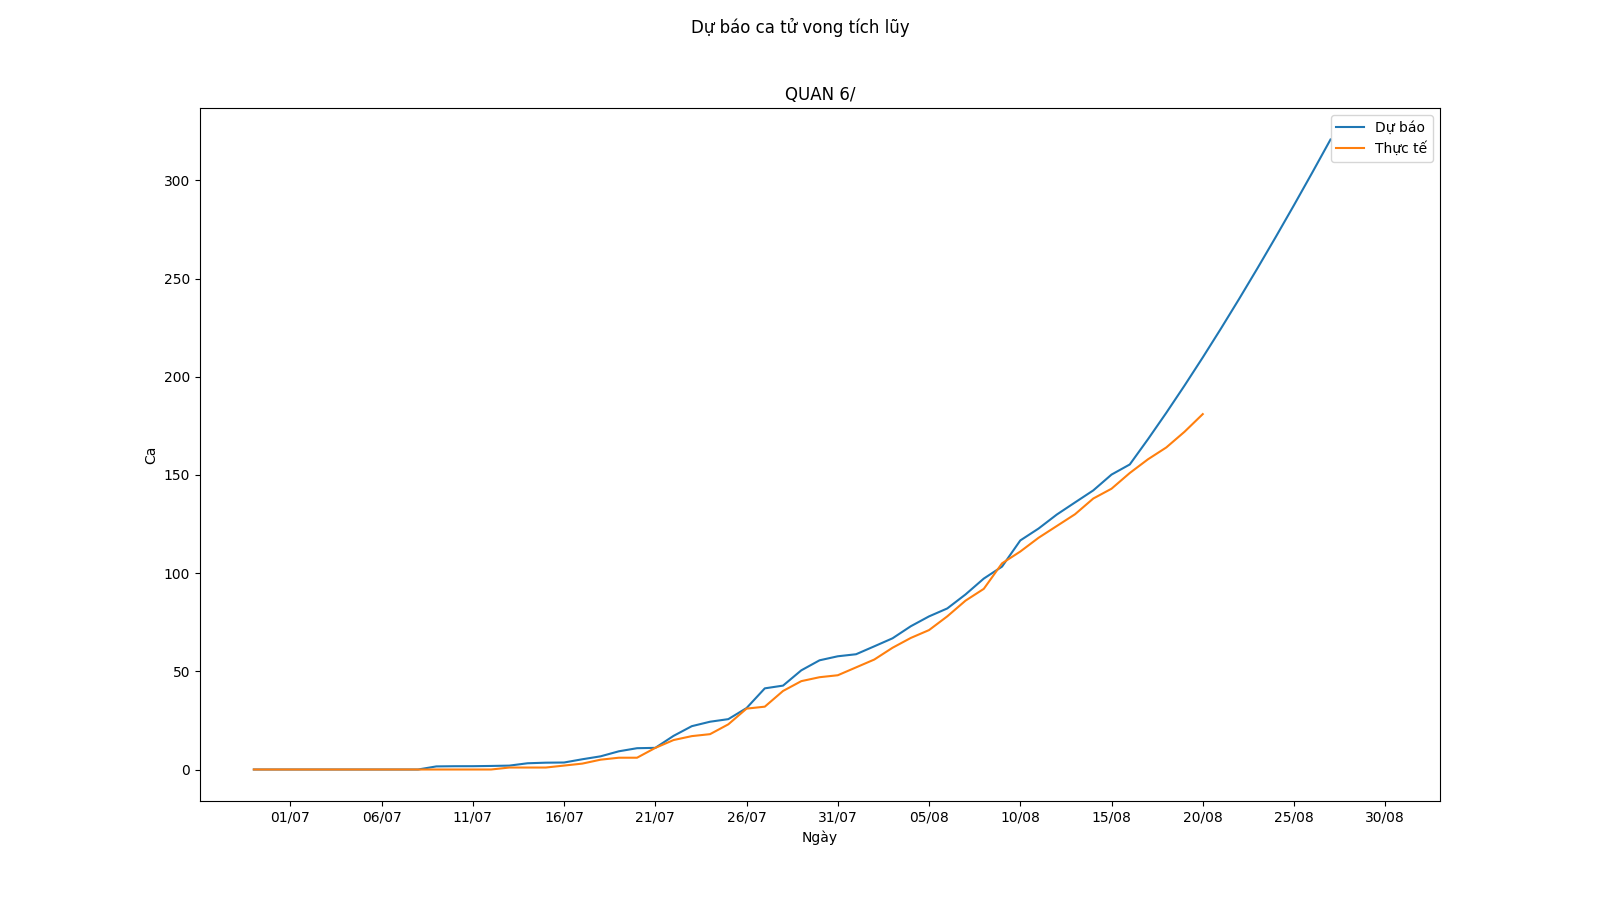 Dự báo ca tử vong tích lũy
QUAN 6/
Dự báo
Thực tế
300
250
200
150
100
50
0
Ca
01/07 06/07 11/07 16/07 21/07 26/07 31/07 05/08 10/08 15/08 20/08 25/08 30/08
Ngày